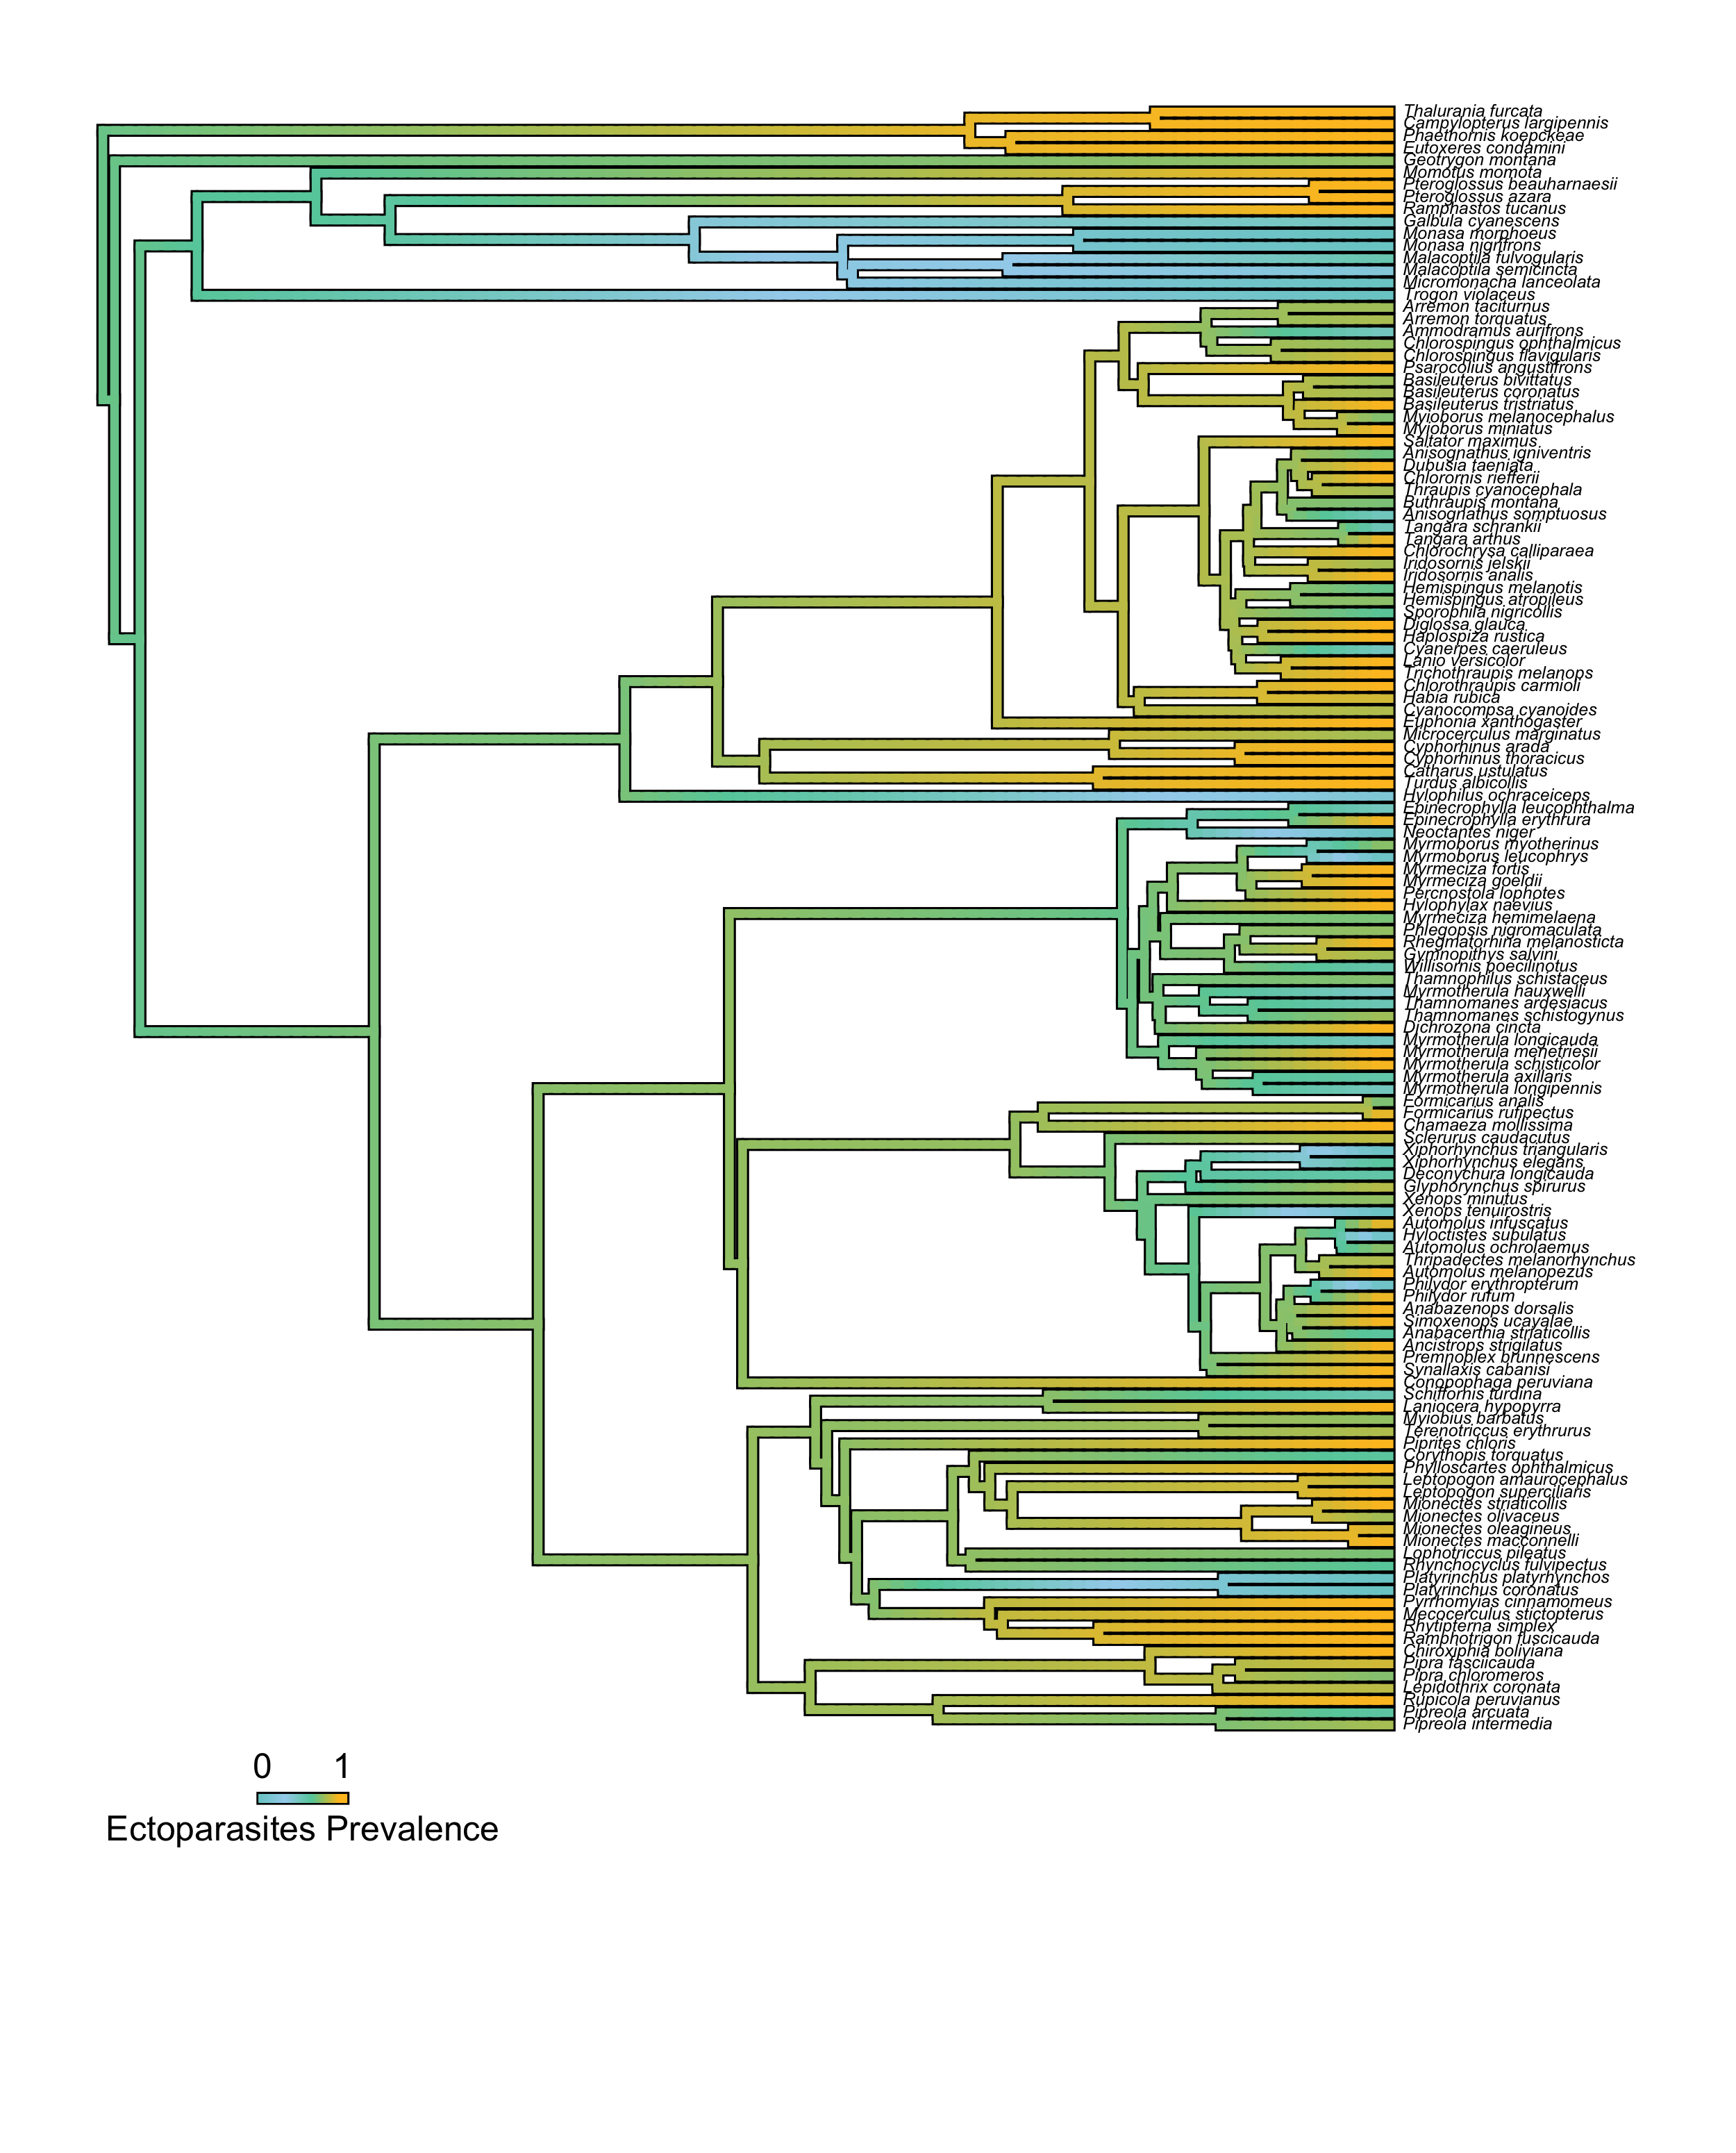 Thalurania furcata
Campylopterus largipennis
Phaethornis koepckeae
Eutoxeres condamini
Geotrygon montana
Momotus momota
Pteroglossus beauharnaesii
Pteroglossus azara
Ramphastos tucanus
Galbula cyanescens
Monasa morphoeus
Monasa nigrifrons
Malacoptila fulvogularis
Malacoptila semicincta
Micromonacha lanceolata
Trogon violaceus
Arremon taciturnus
Arremon torquatus
Ammodramus aurifrons
Chlorospingus ophthalmicus
Chlorospingus flavigularis
Psarocolius angustifrons
Basileuterus bivittatus
Basileuterus coronatus
Basileuterus tristriatus
Myioborus melanocephalus
Myioborus miniatus
Saltator maximus
Anisognathus igniventris
Dubusia taeniata
Chlorornis riefferii
Thraupis cyanocephala
Buthraupis montana
Anisognathus somptuosus
Tangara schrankii
Tangara arthus
Chlorochrysa calliparaea
Iridosornis jelskii
Iridosornis analis
Hemispingus melanotis
Hemispingus atropileus
Sporophila nigricollis
Diglossa glauca
Haplospiza rustica
Cyanerpes caeruleus
Lanio versicolor
Trichothraupis melanops
Chlorothraupis carmioli
Habia rubica
Cyanocompsa cyanoides
Euphonia xanthogaster
Microcerculus marginatus
Cyphorhinus arada
Cyphorhinus thoracicus
Catharus ustulatus
Turdus albicollis
Hylophilus ochraceiceps
Epinecrophylla leucophthalma
Epinecrophylla erythrura
Neoctantes niger
Myrmoborus myotherinus
Myrmoborus leucophrys
Myrmeciza fortis
Myrmeciza goeldii
Percnostola lophotes
Hylophylax naevius
Myrmeciza hemimelaena
Phlegopsis nigromaculata
Rhegmatorhina melanosticta
Gymnopithys salvini
Willisornis poecilinotus
Thamnophilus schistaceus
Myrmotherula hauxwelli
Thamnomanes ardesiacus
Thamnomanes schistogynus
Dichrozona cincta
Myrmotherula longicauda
Myrmotherula menetriesii
Myrmotherula schisticolor
Myrmotherula axillaris
Myrmotherula longipennis
Formicarius analis
Formicarius rufipectus
Chamaeza mollissima
Sclerurus caudacutus
Xiphorhynchus triangularis
Xiphorhynchus elegans
Deconychura longicauda
Glyphorynchus spirurus
Xenops minutus
Xenops tenuirostris
Automolus infuscatus
Hyloctistes subulatus
Automolus ochrolaemus
Thripadectes melanorhynchus
Automolus melanopezus
Philydor erythropterum
Philydor rufum
Anabazenops dorsalis
Simoxenops ucayalae
Anabacerthia striaticollis
Ancistrops strigilatus
Premnoplex brunnescens
Synallaxis cabanisi
Conopophaga peruviana
Schiffornis turdina
Laniocera hypopyrra
Myiobius barbatus
Terenotriccus erythrurus
Piprites chloris
Corythopis torquatus
Phylloscartes ophthalmicus
Leptopogon amaurocephalus
Leptopogon superciliaris
Mionectes striaticollis
Mionectes olivaceus
Mionectes oleagineus
Mionectes macconnelli
Lophotriccus pileatus
Rhynchocyclus fulvipectus
Platyrinchus platyrhynchos
Platyrinchus coronatus
Pyrrhomyias cinnamomeus
Mecocerculus stictopterus
Rhytipterna simplex
Ramphotrigon fuscicauda
Chiroxiphia boliviana
Pipra fasciicauda
Pipra chloromeros
Lepidothrix coronata
Rupicola peruvianus
Pipreola arcuata
Pipreola intermedia
0 1
Ectoparasites Prevalence